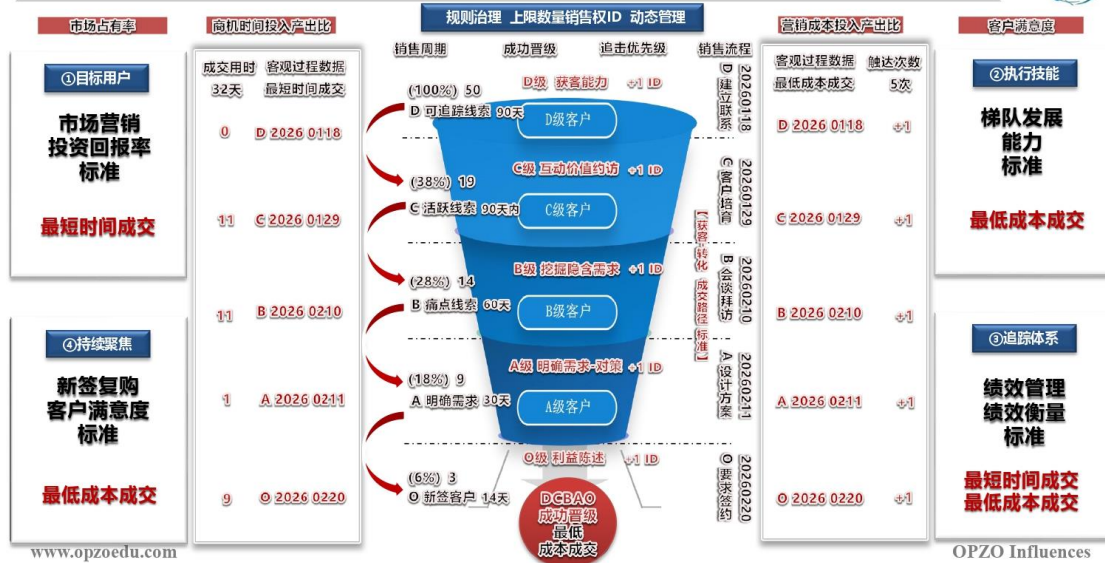 规则治理 上限数量销售权ID 动态管理
市场占有率
商机时间投入产出比
营销成本投入产出比
客户满意度
①目标用户
市场营销
投资回报率
标准
最短时间成交
④持续聚焦
新签复购
客户满意度
标准
最低成本成交
成交用时 客观过程数据
32天 最短时间成交
0 D 2026 0118
11 C 2026 0129
11 B 2026 0210
1 A 2026 0211
9 O 2026 0220
销售周期 成功晋级 追击优先级 销售流程
D级 获客能力 +1 ID
(100%) 50
D 可追踪线索 90天
D级客户
C级 互动价值约访 +1 ID
(38%) 19
C 活跃线索 90天内
C级客户
B级 挖掘隐含需求 +1 ID
(28%) 14
B 痛点线索 60天
B级客户
A级 明确需求-对策 +1 ID
(18%) 9
A 明确需求 30天
A级客户
O级 利益陈述 +1 ID
(6%) 3
O 新签客户 14天
DCBAO
成功晋级
最低
成本成交
【获客 转化 成交路径 标准】
D 建立联系 20260118
C 客户培育 20260129
B 会谈拜访 20260210
A 设计方案 20260211
O 要求签约 20260220
客观过程数据 触达次数
最低成本成交 5次
D 2026 0118 +1
C 2026 0129 +1
B 2026 0210 +1
A 2026 0211 +1
O 2026 0220 +1
②执行技能
梯队发展
能力
标准
最低成本成交
③追踪体系
绩效管理
绩效衡量
标准
最短时间成交
最低成本成交
www.opzoedu.com
OPZO Influences